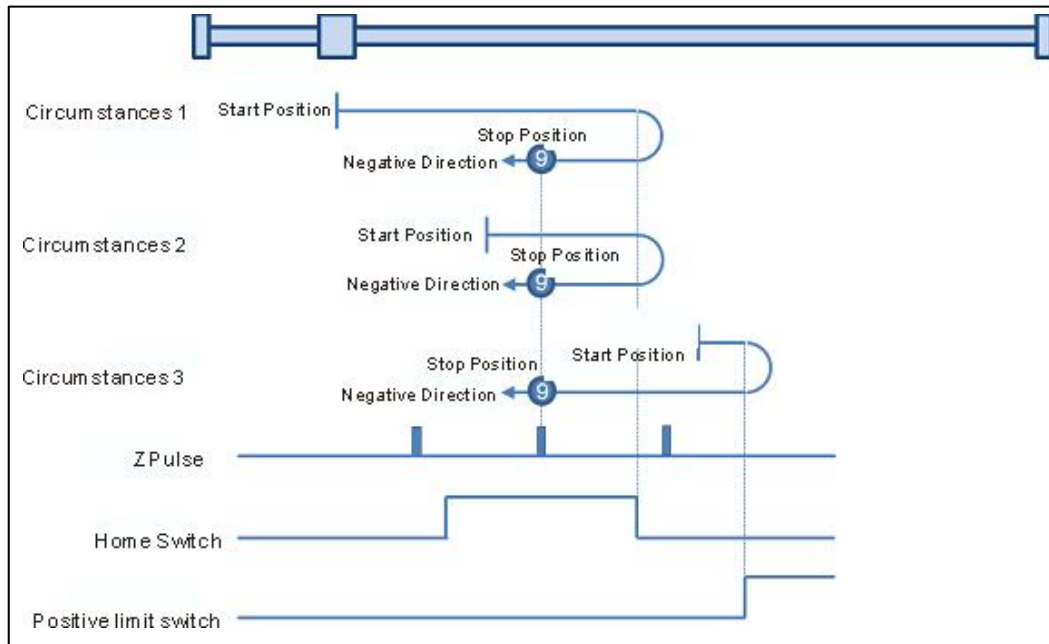 Circumstances 1
Start Position
Stop Position
Negative Direction
9
Circumstances 2
Start Position
Stop Position
Negative Direction
9
Circumstances 3
Start Position
Stop Position
Negative Direction
9
Z Pulse
Home Switch
Positive limit switch